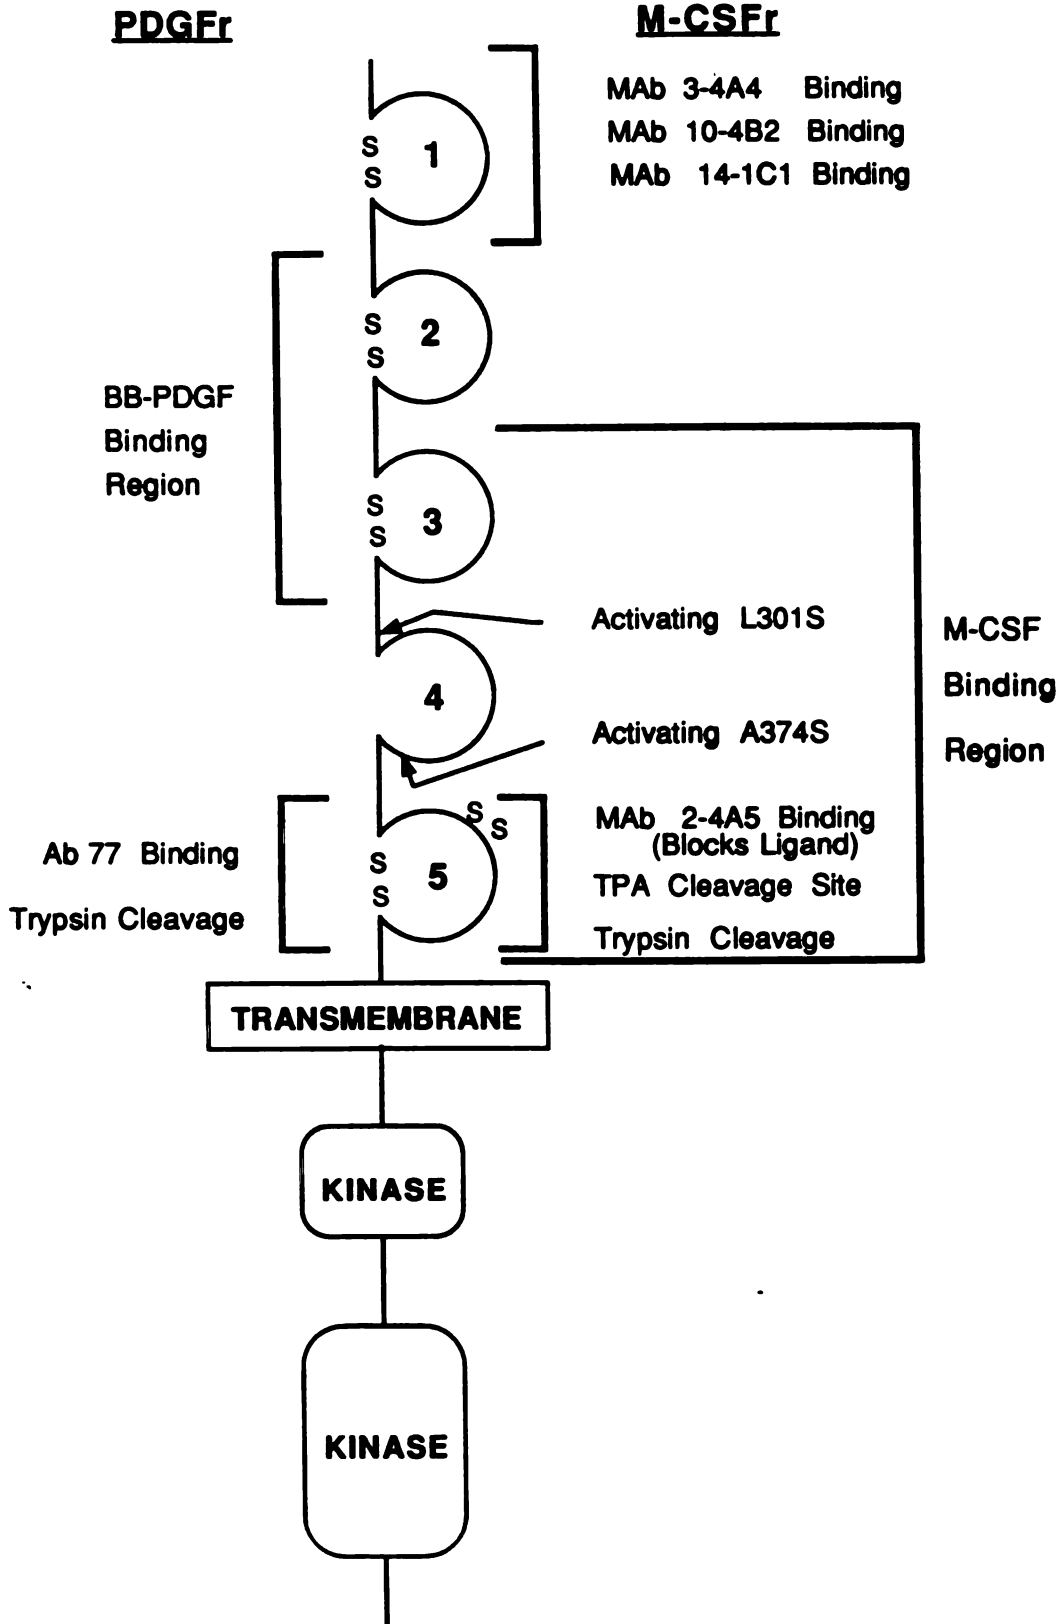 PDGFr
M-CSFr
MAb 3-4A4 Binding
MAb 10-4B2 Binding
MAb 14-1C1 Binding
S
S
1
S
S
2
BB-PDGF
Binding
Region
S
S
3
Activating L301S
M-CSF
Binding
Region
4
Activating A374S
S
S
MAb 2-4A5 Binding
(Blocks Ligand)
TPA Cleavage Site
Trypsin Cleavage
Ab 77 Binding
Trypsin Cleavage
S
S
5
TRANSMEMBRANE
KINASE
KINASE